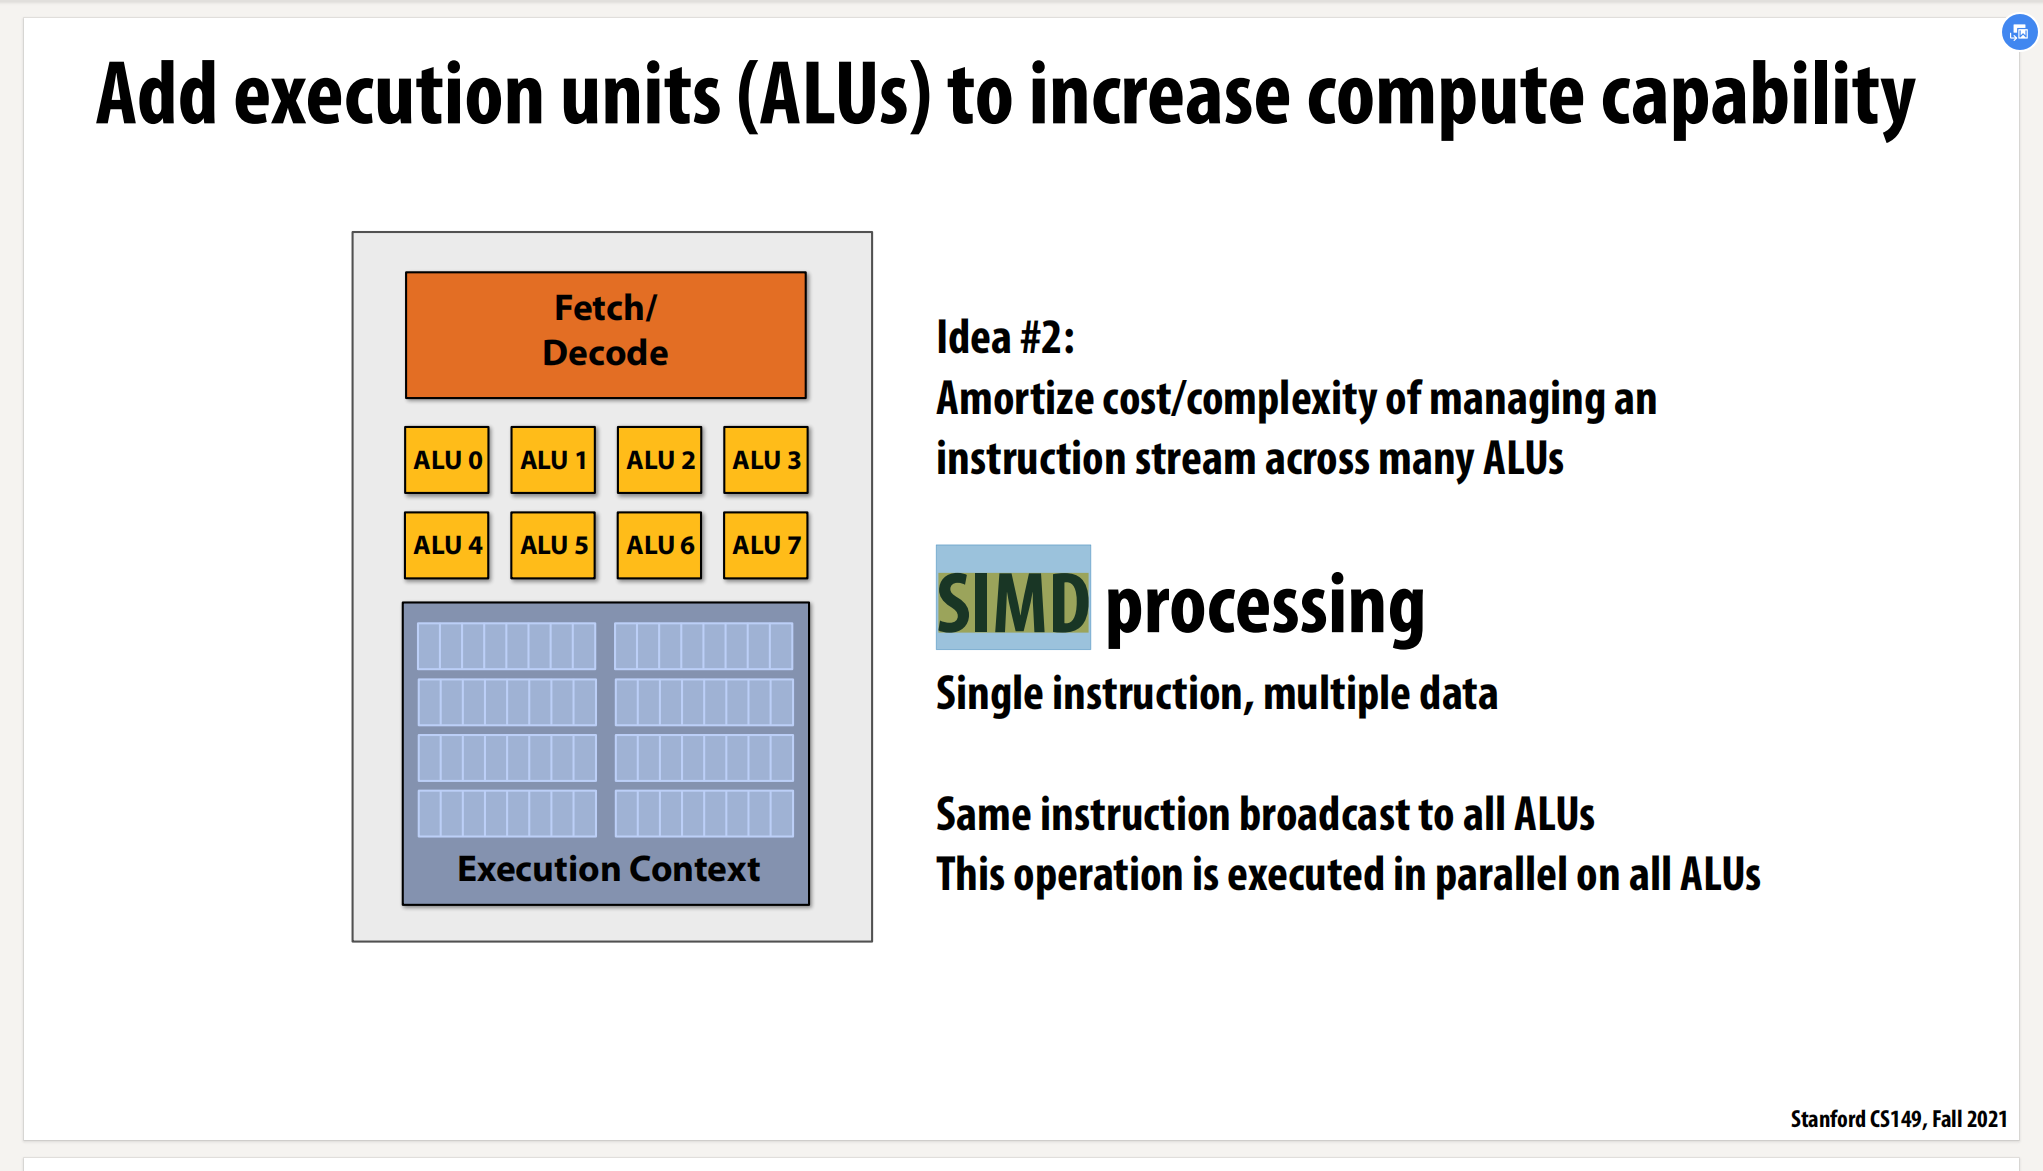 Add execution units (ALUs) to increase compute capability
Fetch/
Decode
ALU 0 ALU 1 ALU 2 ALU 3
ALU 4 ALU 5 ALU 6 ALU 7
Execution Context
Idea #2:
Amortize cost/complexity of managing an
instruction stream across many ALUs
SIMD processing
Single instruction, multiple data
Same instruction broadcast to all ALUs
This operation is executed in parallel on all ALUs
Stanford CS149, Fall 2021